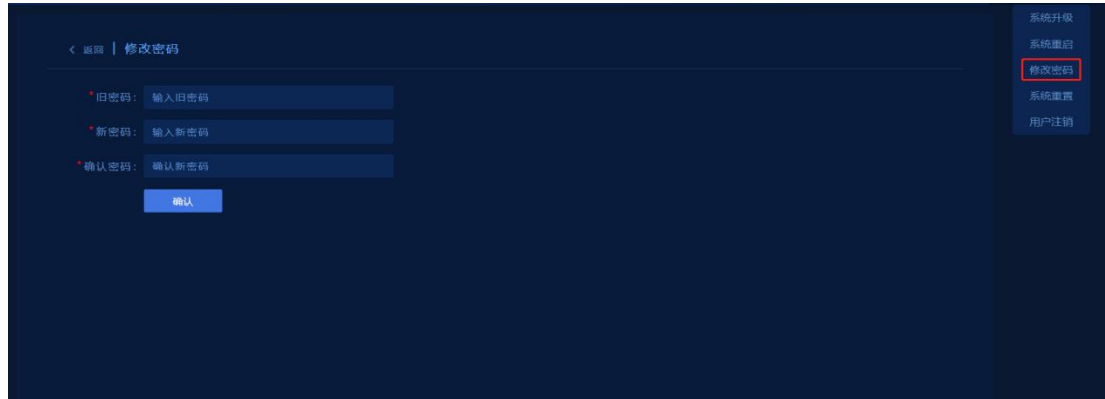 返回 修改密码
*旧密码: 输入旧密码
*新密码: 输入新密码
*确认密码: 确认新密码
确认
系统升级
系统重启
修改密码
系统重置
用户注销